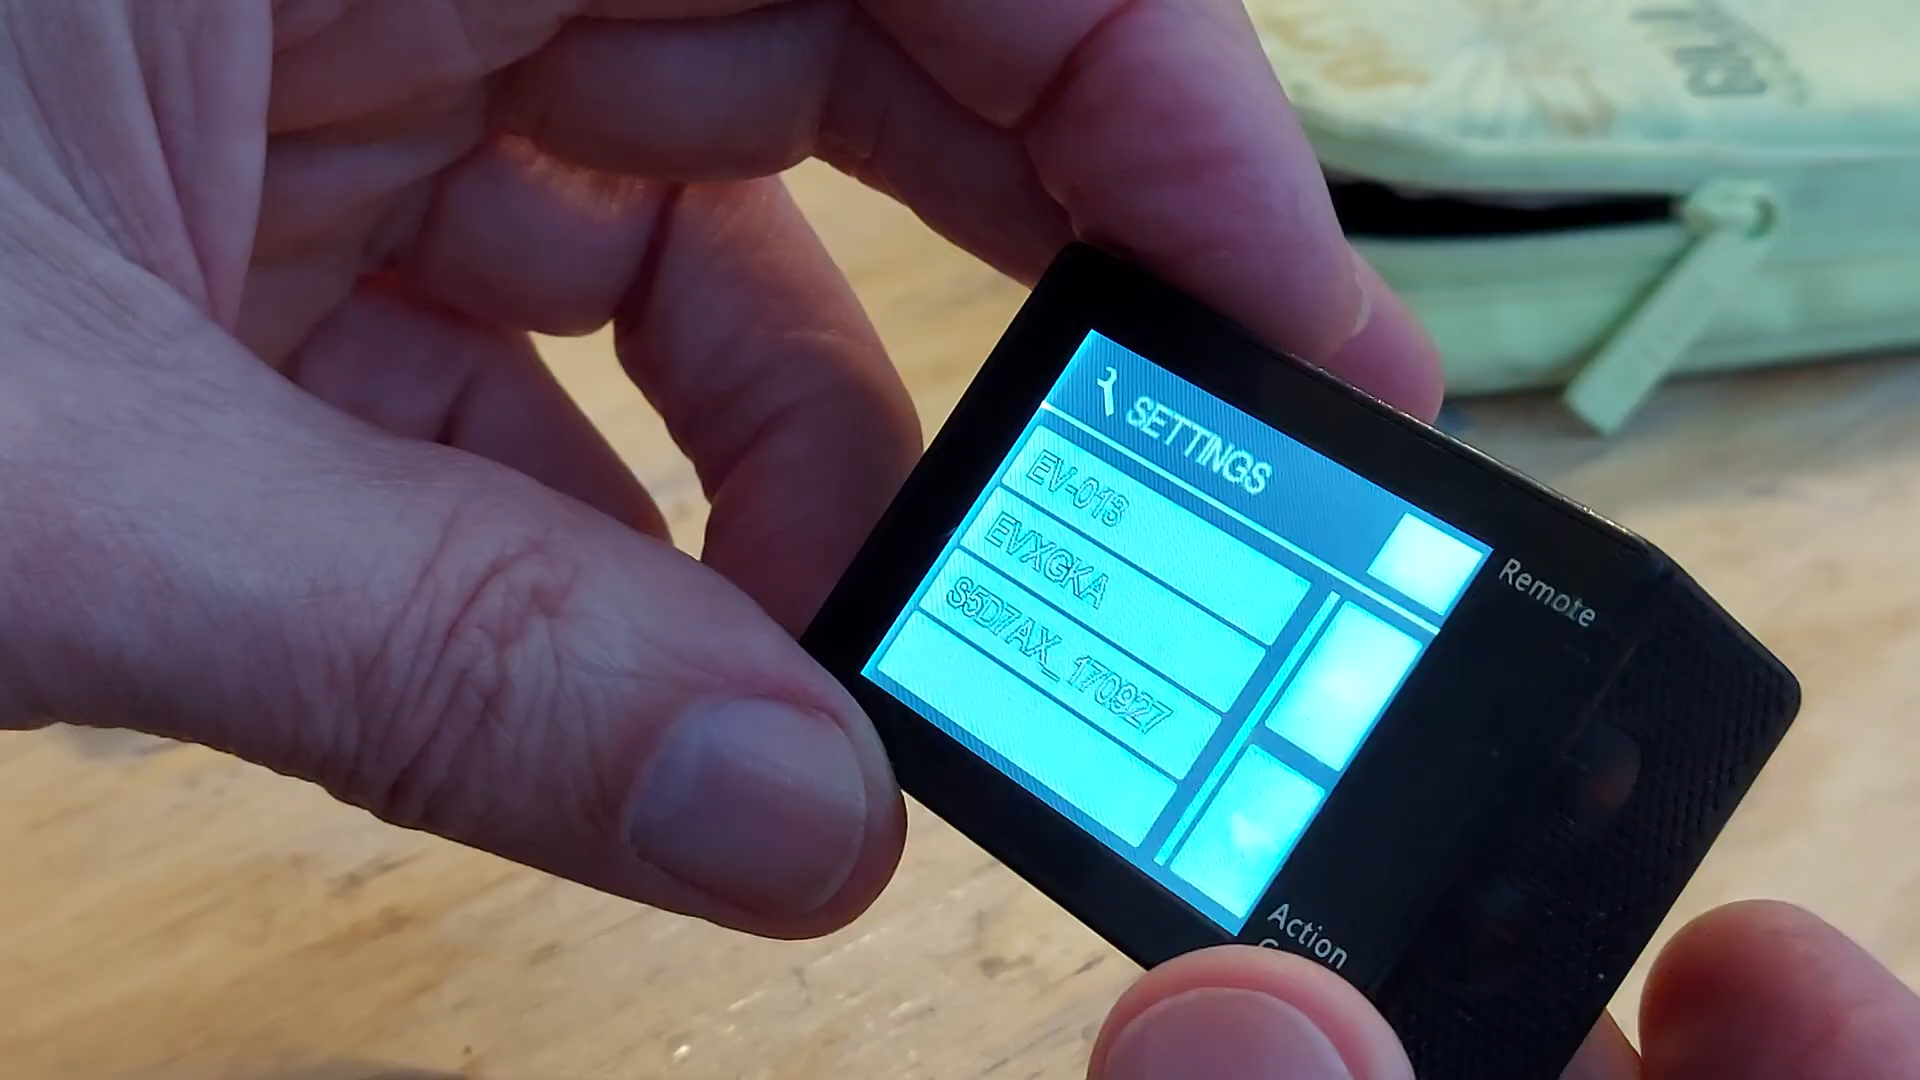 SETTINGS
EV-013
EVXGKA
S5D7AX_170927
Remote
Action